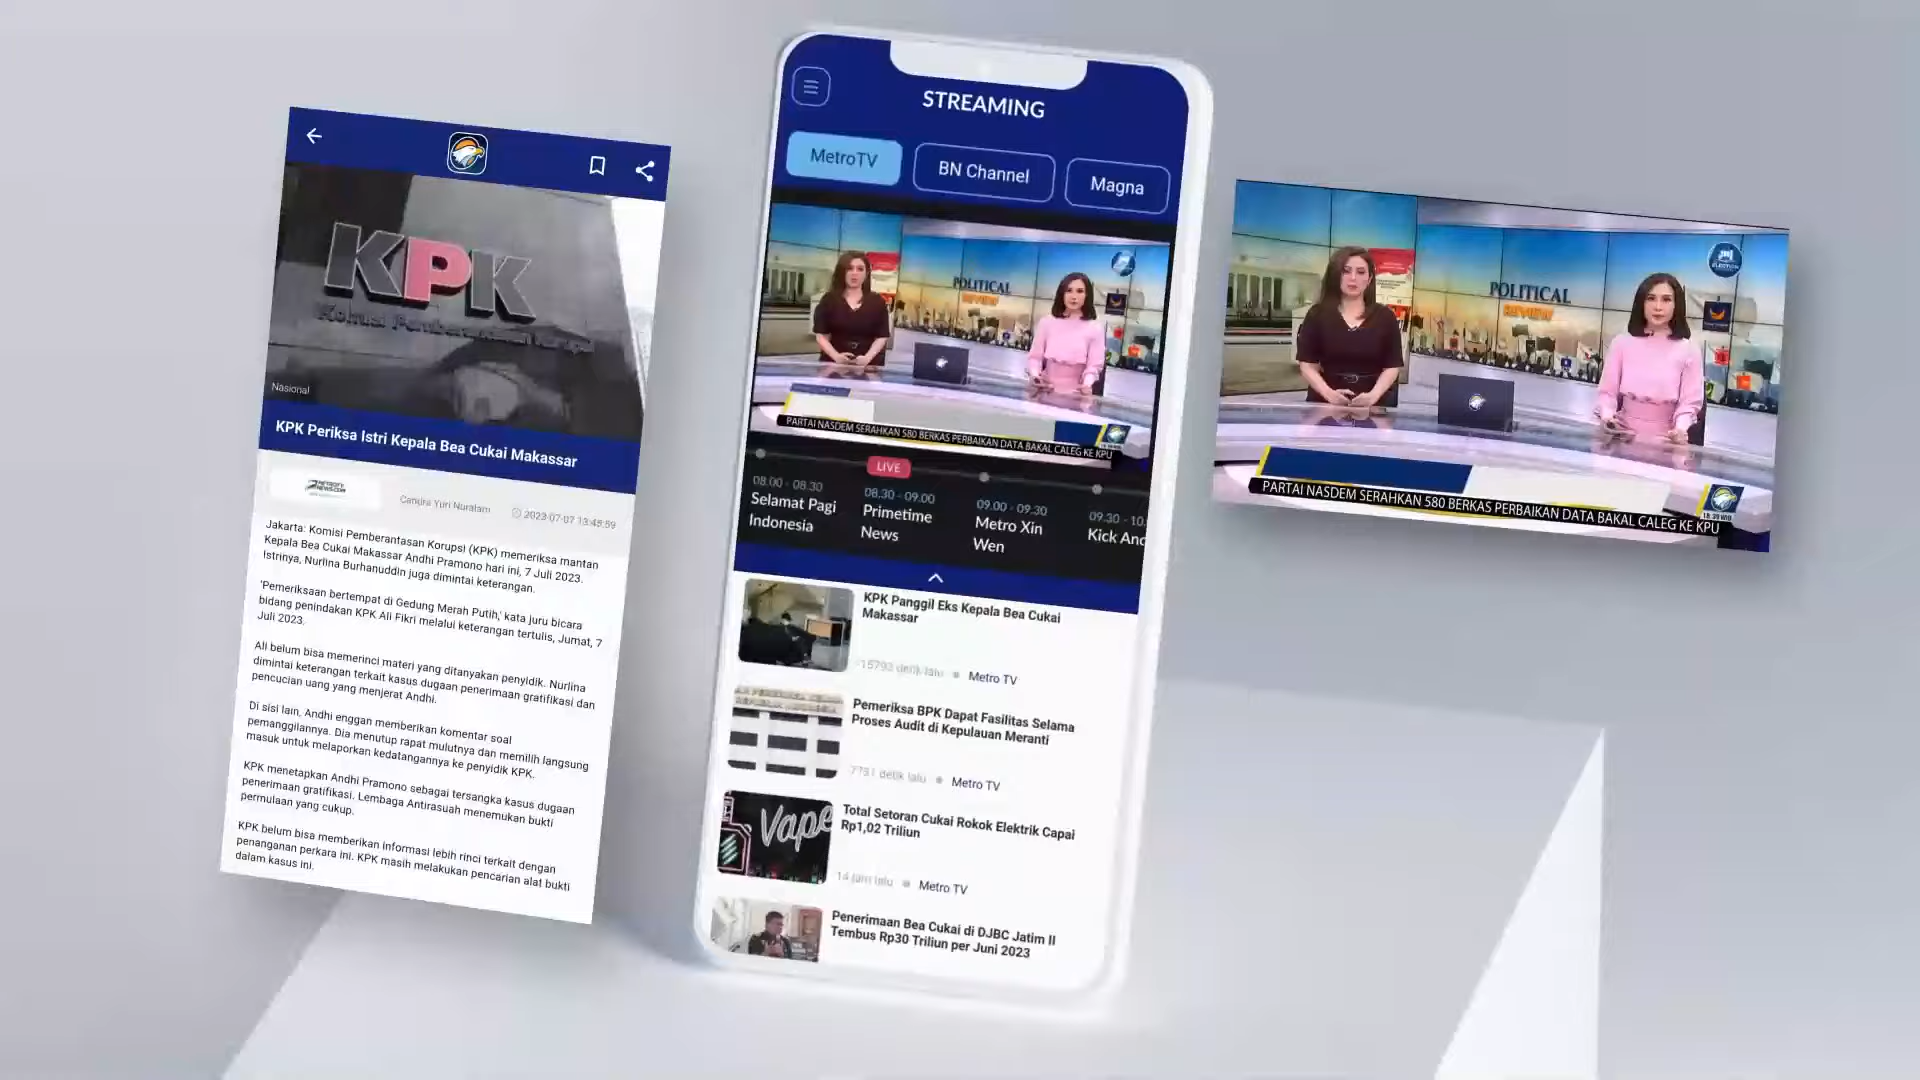 KPK
Komisi Pemberantasan Korupsi
Nasional
KPK Periksa Istri Kepala Bea Cukai Makassar
Candra Yuri Nuralam
2023-07-07 13:45:59
Jakarta: Komisi Pemberantasan Korupsi (KPK) memeriksa mantan
Kepala Bea Cukai Makassar Andhi Pramono hari ini, 7 Juli 2023.
Istrinya, Nurlina Burhanuddin juga dimintai keterangan.
'Pemeriksaan bertempat di Gedung Merah Putih,' kata juru bicara
bidang penindakan KPK Ali Fikri melalui keterangan tertulis, Jumat, 7
Juli 2023.
Ali belum bisa memerinci materi yang ditanyakan penyidik. Nurlina
dimintai keterangan terkait kasus dugaan penerimaan gratifikasi dan
pencucian uang yang menjerat Andhi.
Di sisi lain, Andhi enggan memberikan komentar soal
pemanggilannya. Dia menutup rapat mulutnya dan memilih langsung
masuk untuk melaporkan kedatangannya ke penyidik KPK.
KPK menetapkan Andhi Pramono sebagai tersangka kasus dugaan
penerimaan gratifikasi. Lembaga Antirasuah menemukan bukti
permulaan yang cukup.
KPK belum bisa memberikan informasi lebih rinci terkait dengan
penanganan perkara ini. KPK masih melakukan pencarian alat bukti
dalam kasus ini.
STREAMING
MetroTV
BN Channel
Magna
POLITICAL
REVIEW
PARTAI NASDEM SERAHKAN 580 BERKAS PERBAIKAN DATA BAKAL CALEG KE KPU
LIVE
08.00 - 08.30
Selamat Pagi
Indonesia
08.30 - 09.00
Primetime
News
09.00 - 09.30
Metro Xin
Wen
09.30 - 10.
Kick And
KPK Panggil Eks Kepala Bea Cukai
Makassar
15793 detik lalu
Metro TV
Pemeriksa BPK Dapat Fasilitas Selama
Proses Audit di Kepulauan Meranti
7731 detik lalu
Metro TV
Vape
Total Setoran Cukai Rokok Elektrik Capai
Rp1,02 Triliun
14 jam lalu
Metro TV
Penerimaan Bea Cukai di DJBC Jatim II
Tembus Rp30 Triliun per Juni 2023
POLITICAL
REVIEW
ELECTION
PARTAI NASDEM SERAHKAN 580 BERKAS PERBAIKAN DATA BAKAL CALEG KE KPU